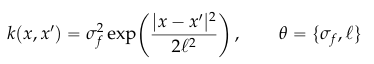 k(x, x′) = σ_f^2 exp( |x − x′|^2 / 2ℓ^2 ) , θ = {σ_f, ℓ}